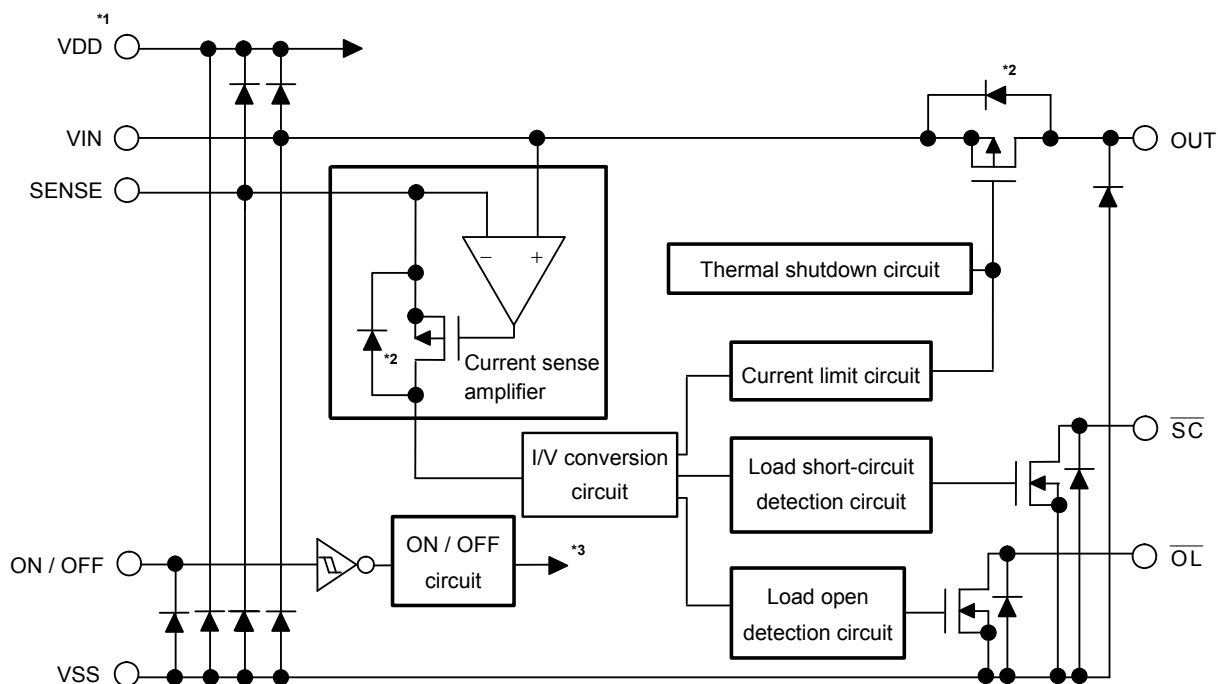 *1
VDD
*2
VIN
OUT
SENSE
− +
Thermal shutdown circuit
*2
Current sense
amplifier
Current limit circuit
SC
I/V conversion
circuit
Load short-circuit
detection circuit
ON / OFF
ON / OFF
circuit
*3
OL
Load open
detection circuit
VSS